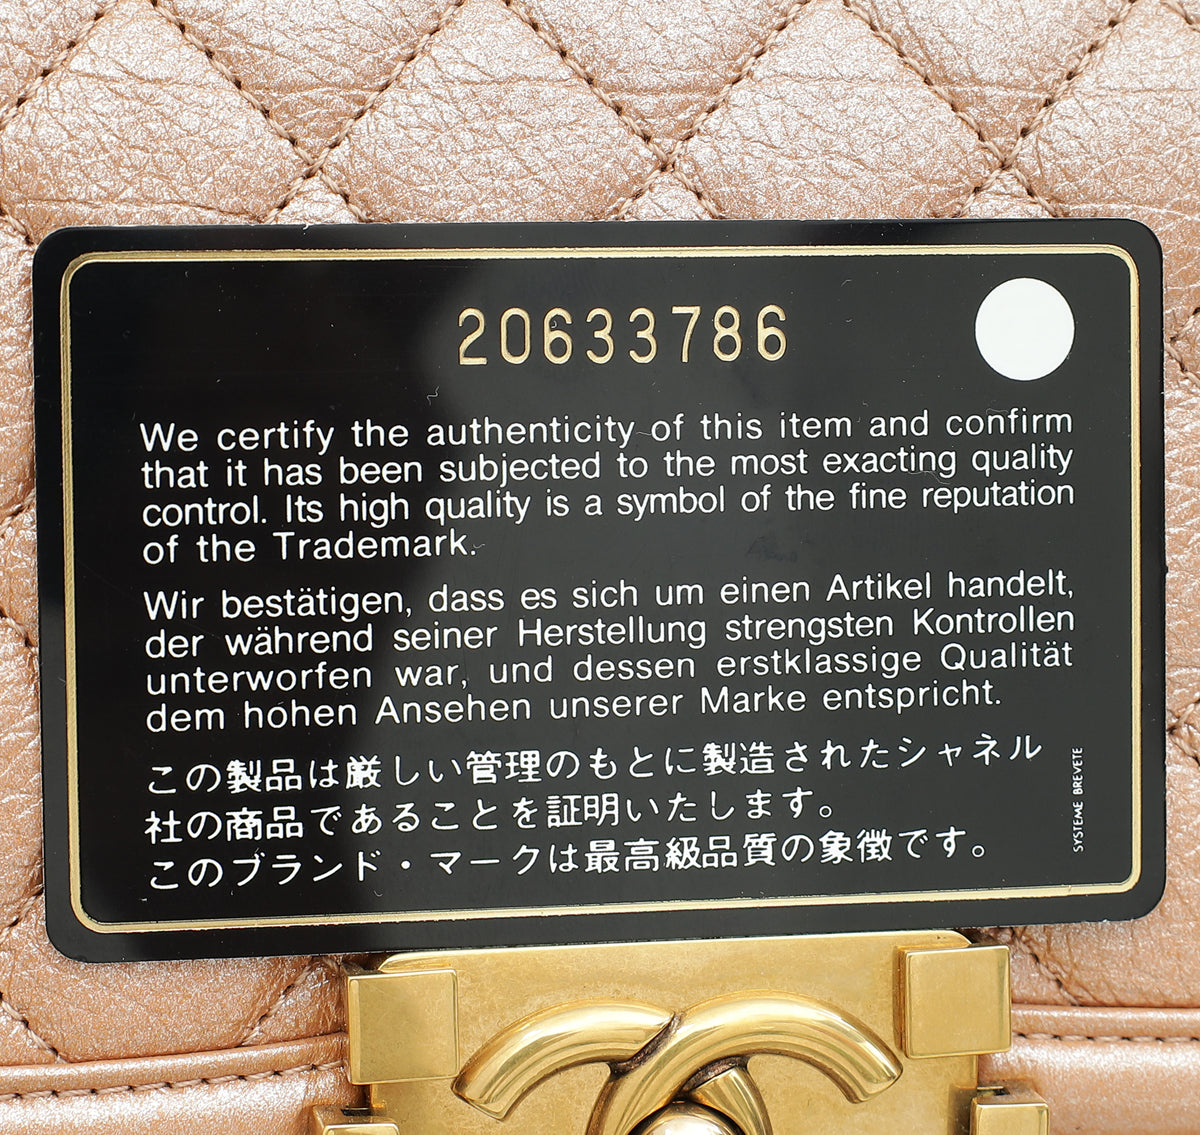 20633786
We certify the authenticity of this item and confirm
that it has been subjected to the most exacting quality
control. Its high quality is a symbol of the fine reputation
of the Trademark.
Wir bestätigen, dass es sich um einen Artikel handelt,
der während seiner Herstellung strengsten Kontrollen
unterworfen war, und dessen erstklassige Qualität
dem hohen Ansehen unserer Marke entspricht.
この製品は厳しい管理のもとに製造されたシャネル
社の商品であることを証明いたします。
このブランド・マークは最高級品質の象徴です。
SYSTEME BREVETE